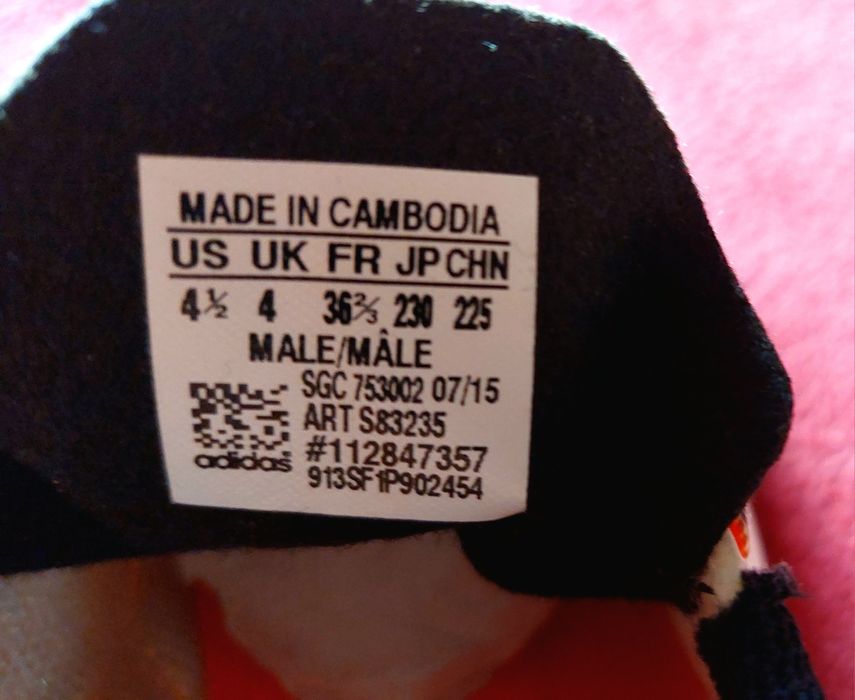 MADE IN CAMBODIA
US UK FR JP CHN
4½ 4 36⅔ 230 225
MALE/MÂLE
SGC 753002 07/15
ART S83235
#112847357
adidas
913SF1P902454